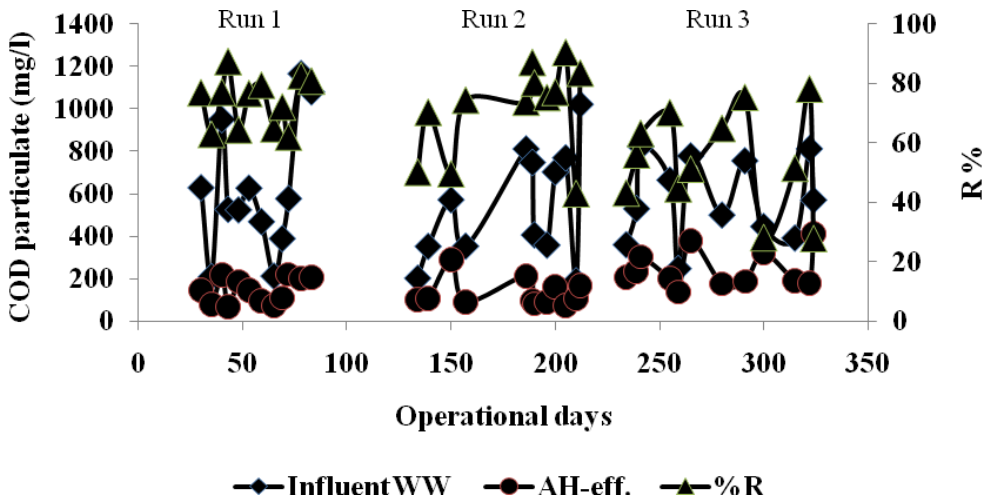 Run 1 Run 2 Run 3
1400 100
1200
80
1000
800 60
600 40
400
20
200
0 0
0 50 100 150 200 250 300 350
COD particulate (mg/l)
R %
Operational days
Influent WW AH-eff. %R